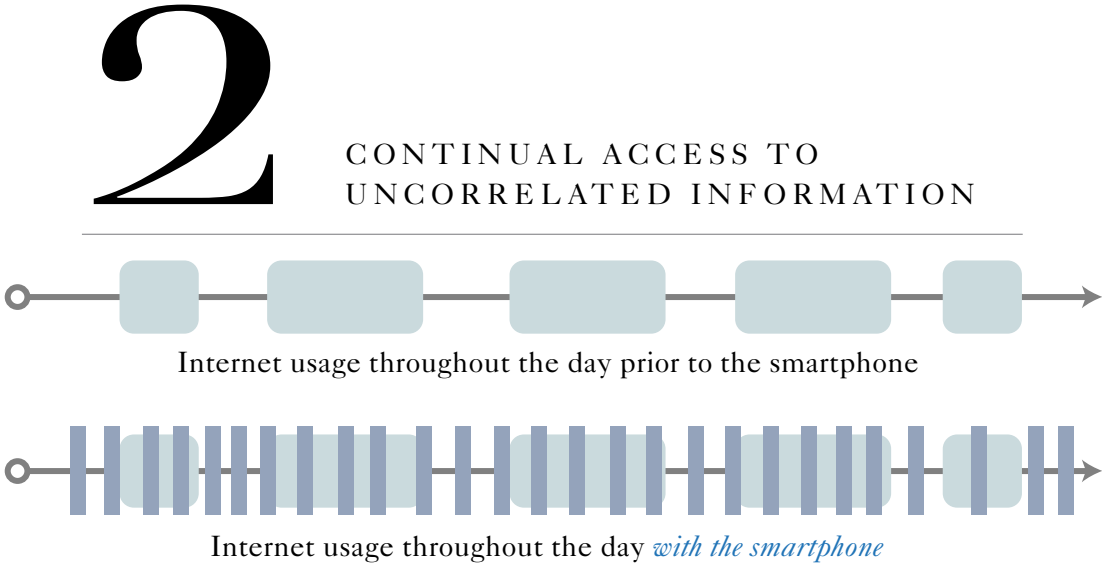 2
CONTINUAL ACCESS TO
UNCORRELATED INFORMATION
Internet usage throughout the day prior to the smartphone
Internet usage throughout the day with the smartphone